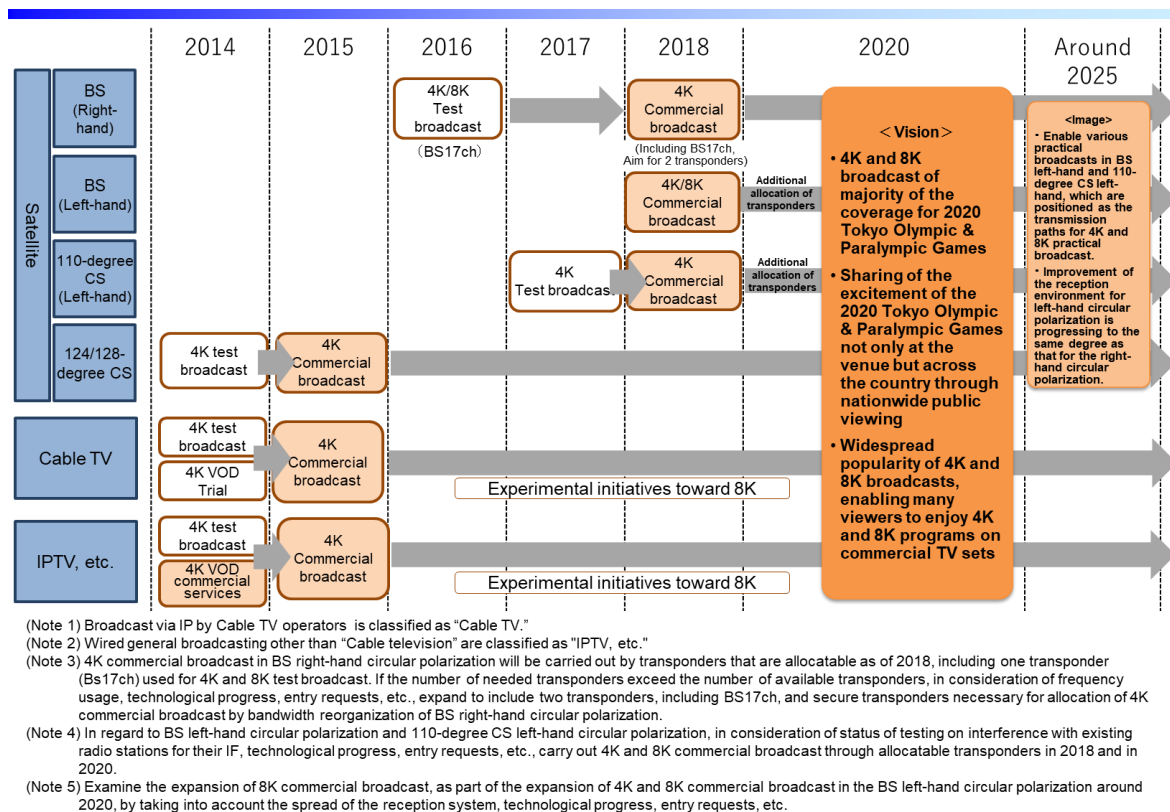 2014
2015
2016
2017
2018
2020
Around
2025
Satellite
BS
(Right-
hand)
4K/8K
Test
broadcast
(BS17ch)
4K
Commercial
broadcast
(Including BS17ch,
Aim for 2 transponders)
BS
(Left-hand)
4K/8K
Commercial
broadcast
Additional
allocation of
transponders
110-degree
CS
(Left-hand)
4K
Test broadcast
4K
Commercial
broadcast
Additional
allocation of
transponders
124/128-
degree CS
4K test
broadcast
4K
Commercial
broadcast
Cable TV
4K test
broadcast
4K VOD
Trial
4K
Commercial
broadcast
Experimental initiatives toward 8K
IPTV, etc.
4K test
broadcast
4K VOD
commercial
services
4K
Commercial
broadcast
Experimental initiatives toward 8K
<Vision>
• 4K and 8K
broadcast of
majority of the
coverage for 2020
Tokyo Olympic &
Paralympic Games
• Sharing of the
excitement of the
2020 Tokyo Olympic
& Paralympic Games
not only at the
venue but across
the country through
nationwide public
viewing
• Widespread
popularity of 4K and
8K broadcasts,
enabling many
viewers to enjoy 4K
and 8K programs on
commercial TV sets
<Image>
・ Enable various
practical
broadcasts in BS
left-hand and 110-
degree CS left-
hand, which are
positioned as the
transmission
paths for 4K and
8K practical
broadcast.
・ Improvement of
the reception
environment for
left-hand circular
polarization is
progressing to the
same degree as
that for the right-
hand circular
polarization.
(Note 1) Broadcast via IP by Cable TV operators is classified as “Cable TV.”
(Note 2) Wired general broadcasting other than “Cable television” are classified as "IPTV, etc."
(Note 3) 4K commercial broadcast in BS right-hand circular polarization will be carried out by transponders that are allocatable as of 2018, including one transponder
(Bs17ch) used for 4K and 8K test broadcast. If the number of needed transponders exceed the number of available transponders, in consideration of frequency
usage, technological progress, entry requests, etc., expand to include two transponders, including BS17ch, and secure transponders necessary for allocation of 4K
commercial broadcast by bandwidth reorganization of BS right-hand circular polarization.
(Note 4) In regard to BS left-hand circular polarization and 110-degree CS left-hand circular polarization, in consideration of status of testing on interference with existing
radio stations for their IF, technological progress, entry requests, etc., carry out 4K and 8K commercial broadcast through allocatable transponders in 2018 and in
2020.
(Note 5) Examine the expansion of 8K commercial broadcast, as part of the expansion of 4K and 8K commercial broadcast in the BS left-hand circular polarization around
2020, by taking into account the spread of the reception system, technological progress, entry requests, etc.